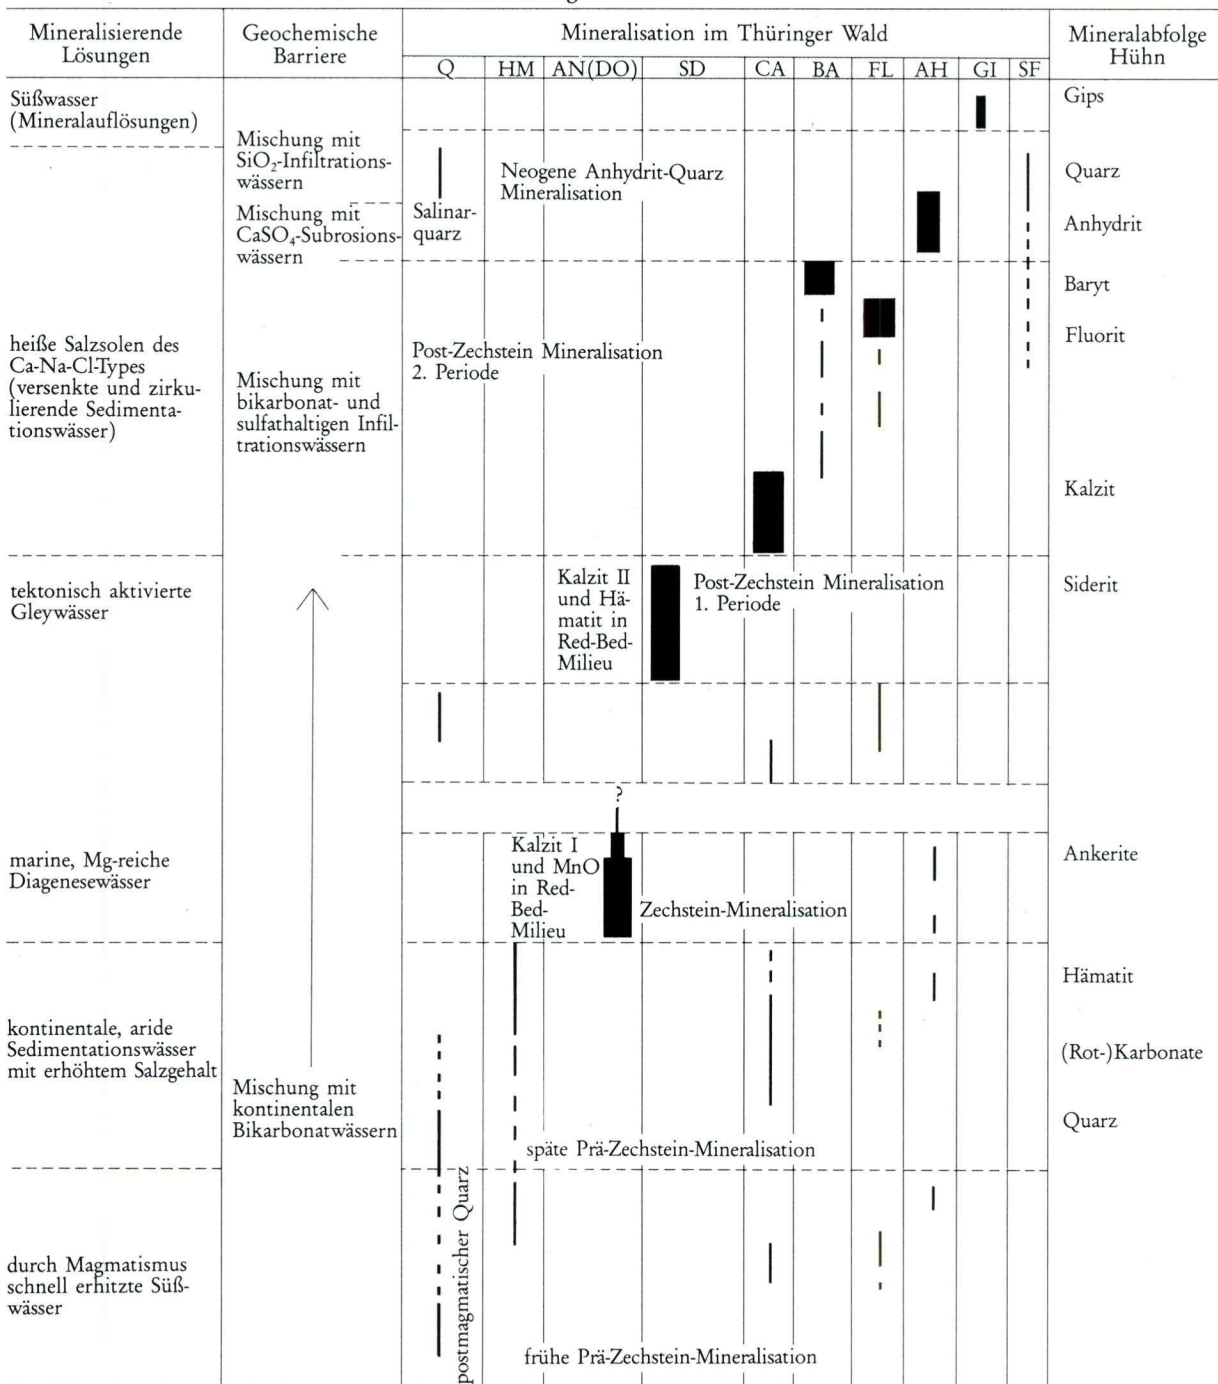 Mineralisierende
Lösungen
Geochemische
Barriere
Mineralisation im Thüringer Wald
Mineralabfolge
Hühn
Q
HM
AN(DO)
SD
CA
BA
FL
AH
GI
SF
Süßwasser
(Mineralauflösungen)
Gips
Mischung mit
SiO₂-Infiltrations-
wässern
Neogene Anhydrit-Quarz
Mineralisation
Quarz
Mischung mit
CaSO₄-Subrosions-
wässern
Salinar-
quarz
Anhydrit
Baryt
Fluorit
heiße Salzsolen des
Ca-Na-Cl-Types
(versenkte und zirku-
lierende Sedimenta-
tionswässer)
Mischung mit
bikarbonat- und
sulfathaltigen Infil-
trationswässern
Post-Zechstein Mineralisation
2. Periode
Kalzit
tektonisch aktivierte
Gleywässer
Kalzit II
und Hä-
matit in
Red-Bed-
Milieu
Post-Zechstein Mineralisation
1. Periode
Siderit
?
marine, Mg-reiche
Diagenesewässer
Kalzit I
und MnO
in Red-
Bed-
Milieu
Zechstein-Mineralisation
Ankerite
Hämatit
kontinentale, aride
Sedimentationswässer
mit erhöhtem Salzgehalt
(Rot-)Karbonate
Mischung mit
kontinentalen
Bikarbonatwässern
Quarz
späte Prä-Zechstein-Mineralisation
postmagmatischer Quarz
durch Magmatismus
schnell erhitzte Süß-
wässer
frühe Prä-Zechstein-Mineralisation